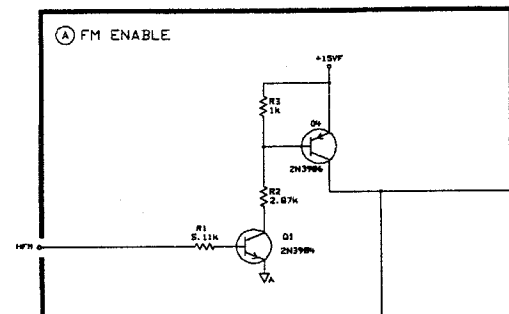 A FM ENABLE
+15VF
R3
1k
Q4
2N3906
R2
2.87k
R1
5.11k
HFM
Q1
2N3904
A